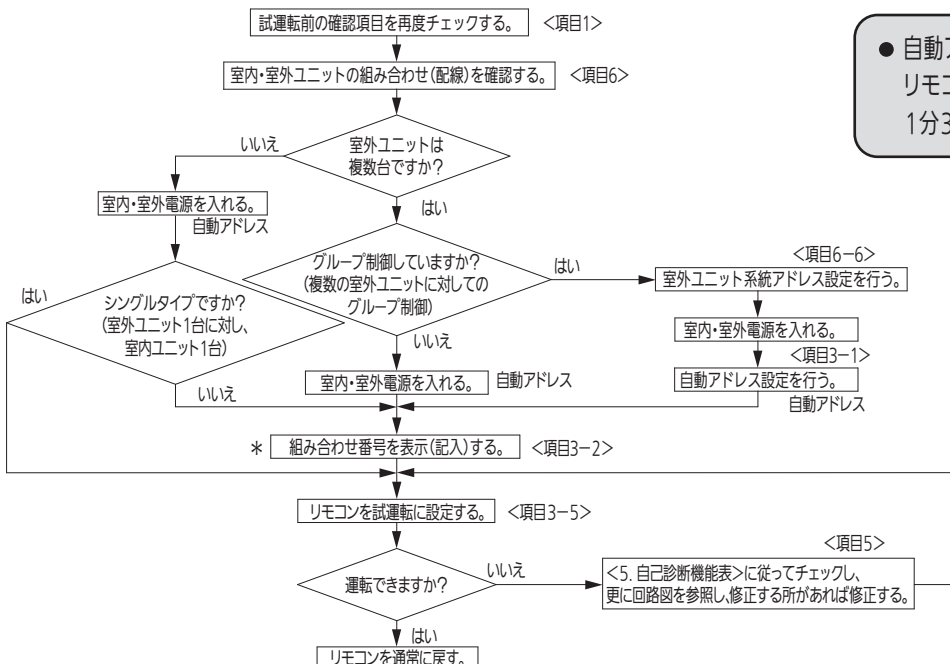 試運転前の確認項目を再度チェックする。 <項目1>
室内・室外ユニットの組み合わせ(配線)を確認する。 <項目6>
● 自動
リモコ
1分3
室外ユニットは
複数台ですか?
いいえ
はい
室内・室外電源を入れる。
自動アドレス
グループ制御していますか?
(複数の室外ユニットに対しての
グループ制御)
はい
いいえ
<項目6-6>
室外ユニット系統アドレス設定を行う。
室内・室外電源を入れる。
<項目3-1>
自動アドレス設定を行う。
自動アドレス
シングルタイプですか?
(室外ユニット1台に対し、
室内ユニット1台)
はい
いいえ
室内・室外電源を入れる。 自動アドレス
* 組み合わせ番号を表示(記入)する。 <項目3-2>
リモコンを試運転に設定する。 <項目3-5>
運転できますか?
いいえ
<項目5>
<5. 自己診断機能表>に従ってチェックし、
更に回路図を参照し、修正する所があれば修正する。
はい
リモコンを通常に戻す。